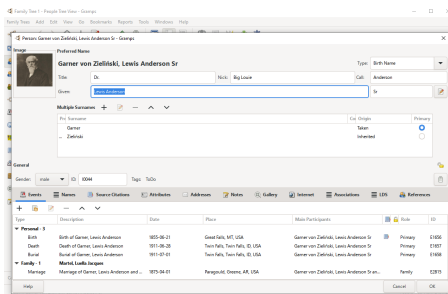 Family Tree 1 - People Tree View - Gramps
Family Trees Add Edit View Go Bookmarks Reports Tools Windows Help
Person: Garner von Zieliński, Lewis Anderson Sr - Gramps
Image
Preferred Name
Garner von Zieliński, Lewis Anderson Sr
Type: Birth Name
Title: Dr. Nick: Big Louie Call: Anderson
Given: Lewis Anderson Sr
Multiple Surnames
Surname Origin Primary
Garner Taken
Zieliński Inherited
General
Gender: male ID: I0044 Tags: ToDo
Events Names Source Citations Attributes Addresses Notes Gallery Internet Associations LDS References
Type Description Date Place Main Participants Role ID
Personal - 3
Birth Birth of Garner, Lewis Anderson 1855-06-21 Great Falls, MT, USA Garner von Zieliński, Lewis Anderson Sr Primary E1656
Death Death of Garner, Lewis Anderson 1911-06-28 Twin Falls, Twin Falls, ID, USA Garner von Zieliński, Lewis Anderson Sr Primary E1657
Burial Burial of Garner, Lewis Anderson 1911-07-01 Twin Falls, Twin Falls, ID, USA Garner von Zieliński, Lewis Anderson Sr Primary E1658
Family - 1 Martel, Luella Jacques
Marriage Marriage of Garner, Lewis Anderson and ... 1875-04-01 Paragould, Greene, AR, USA Garner von Zieliński, Lewis Anderson Sr an... Family E2815
Help Cancel OK